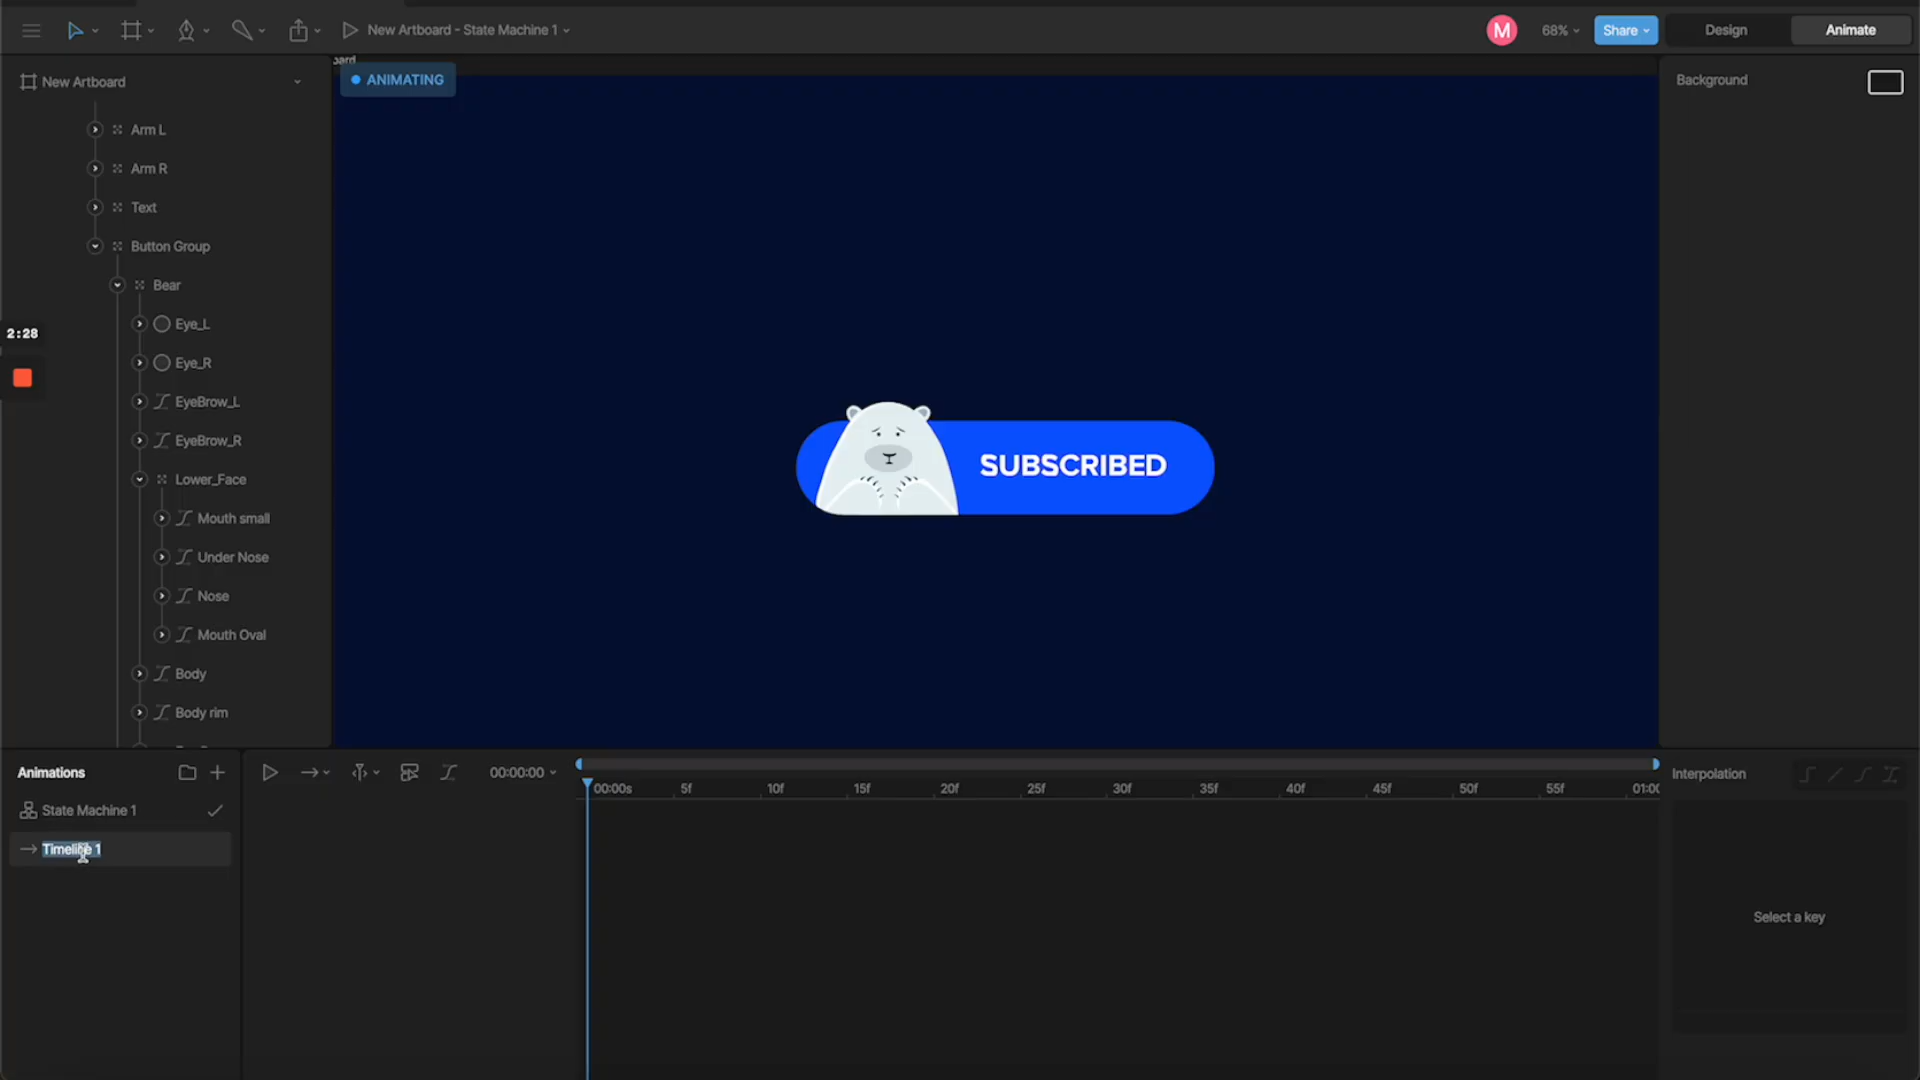 New Artboard - State Machine 1
M
68%
Share
Design
Animate
New Artboard
oard
ANIMATING
Background
Arm L
Arm R
Text
Button Group
Bear
Eye_L
2:28
Eye_R
EyeBrow_L
EyeBrow_R
SUBSCRIBED
Lower_Face
Mouth small
Under Nose
Nose
Mouth Oval
Body
Body rim
Animations
00:00:00
Interpolation
00:00s
5f
10f
15f
20f
25f
30f
35f
40f
45f
50f
55f
01:00
State Machine 1
Timeline 1
Select a key